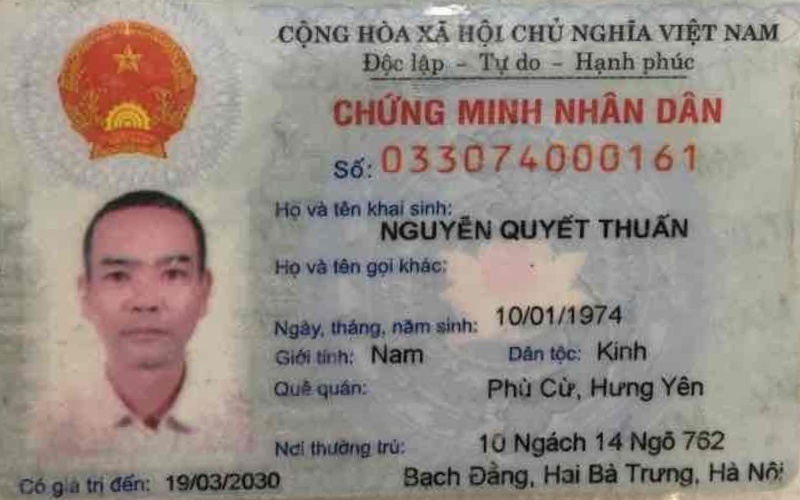 CỘNG HÒA XÃ HỘI CHỦ NGHĨA VIỆT NAM
Độc lập - Tự do - Hạnh phúc
CHỨNG MINH NHÂN DÂN
Số: 033074000161
Họ và tên khai sinh:
NGUYỄN QUYẾT THUẤN
Họ và tên gọi khác:
Ngày, tháng, năm sinh: 10/01/1974
Giới tính: Nam Dân tộc: Kinh
Quê quán: Phù Cừ, Hưng Yên
Nơi thường trú: 10 Ngách 14 Ngõ 762
Bạch Đằng, Hai Bà Trưng, Hà Nội
Có giá trị đến: 19/03/2030